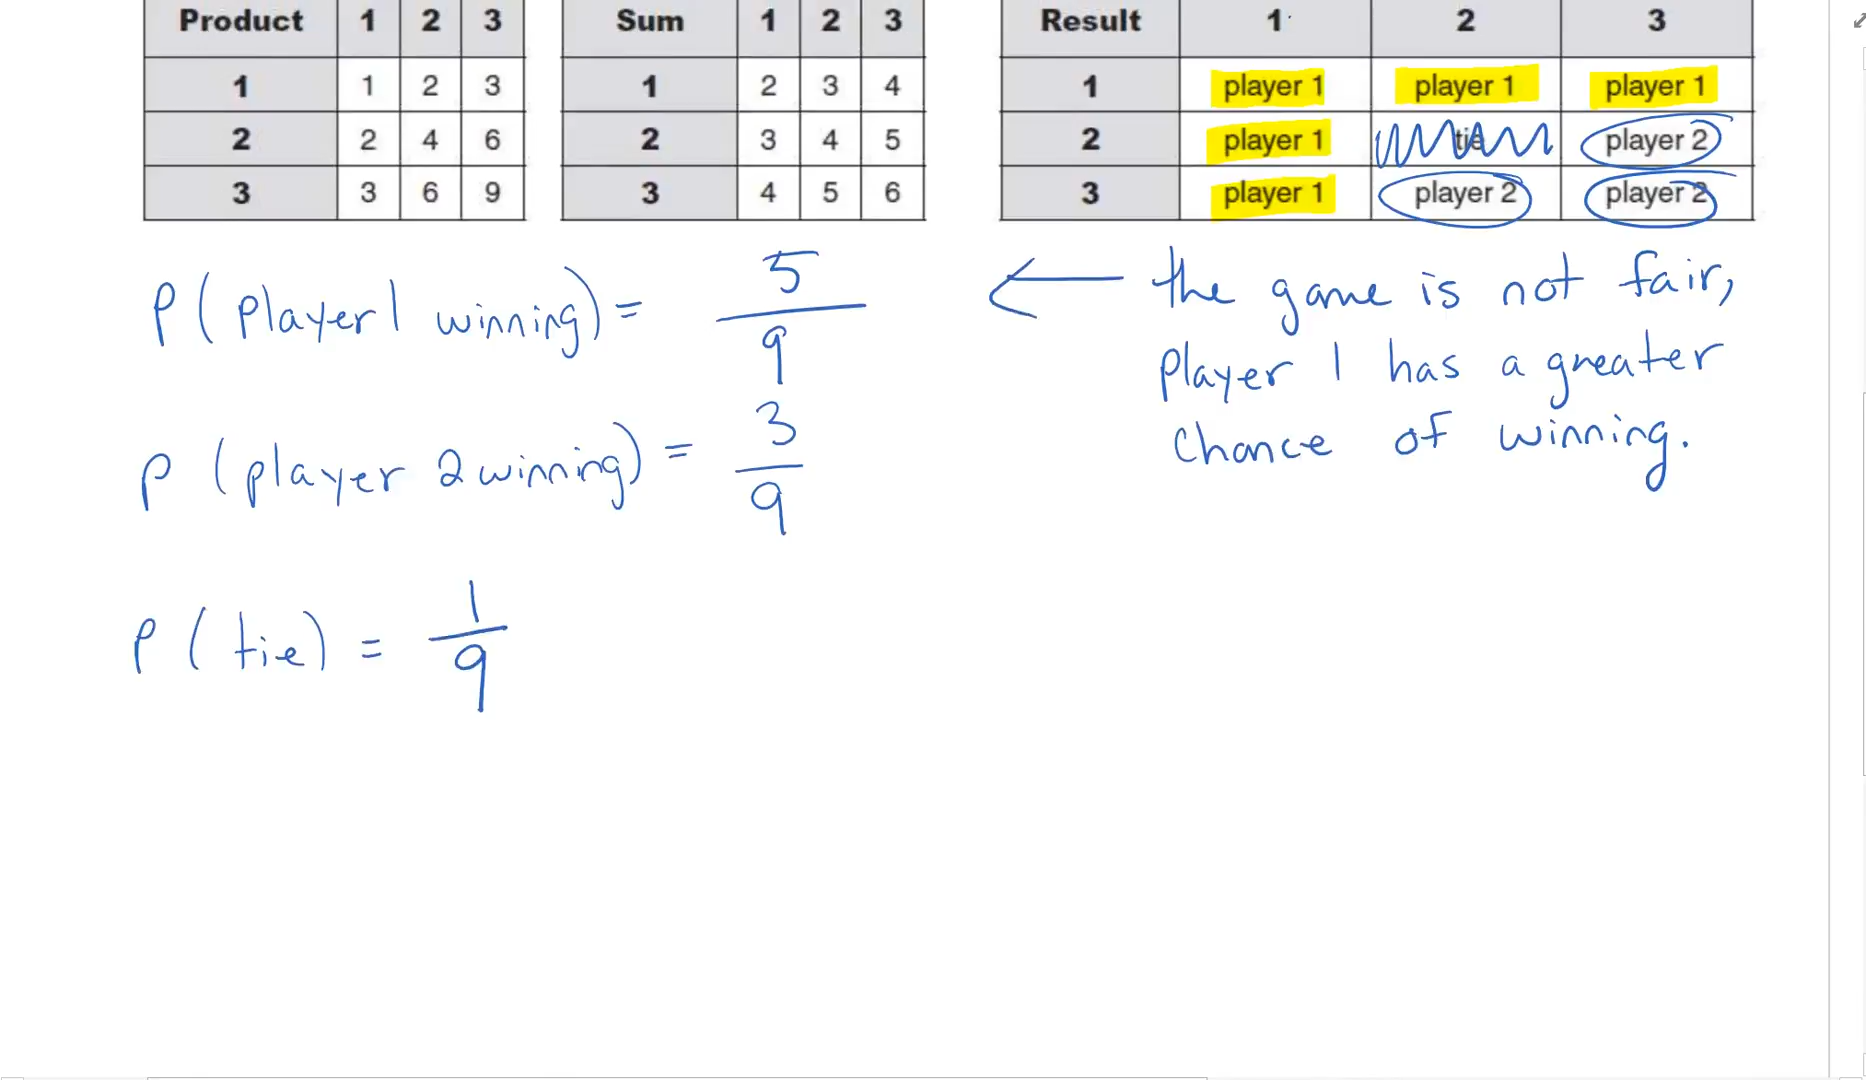 Product 1 2 3
1 1 2 3
2 2 4 6
3 3 6 9
Sum 1 2 3
1 2 3 4
2 3 4 5
3 4 5 6
Result 1 2 3
1 player 1 player 1 player 1
2 player 1 tie player 2
3 player 1 player 2 player 2
P(player 1 winning) = 5/9
P(player 2 winning) = 3/9
P(tie) = 1/9
← the game is not fair,
player 1 has a greater
chance of winning.